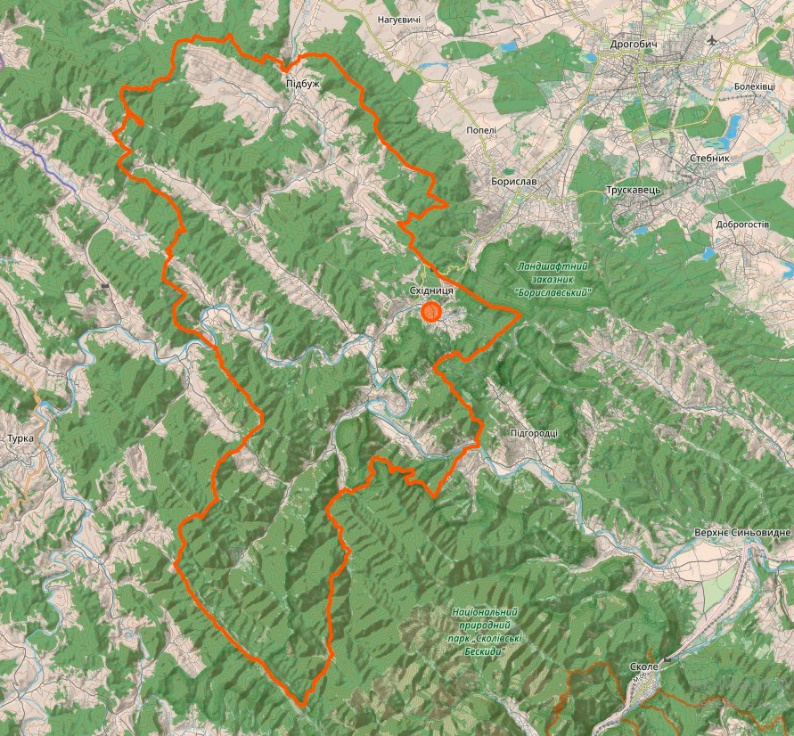 Нагуєвичі
Дрогобич
Підбуж
Болехівці
Попелі
Стебник
Борислав
Трускавець
Доброгостів
Ландшафтний
заказник
"Бориславський"
Східниця
Турка
Підгородці
Верхнє Синьовидне
Національний
природний
парк „Сколівські
Бескиди"
Сколе